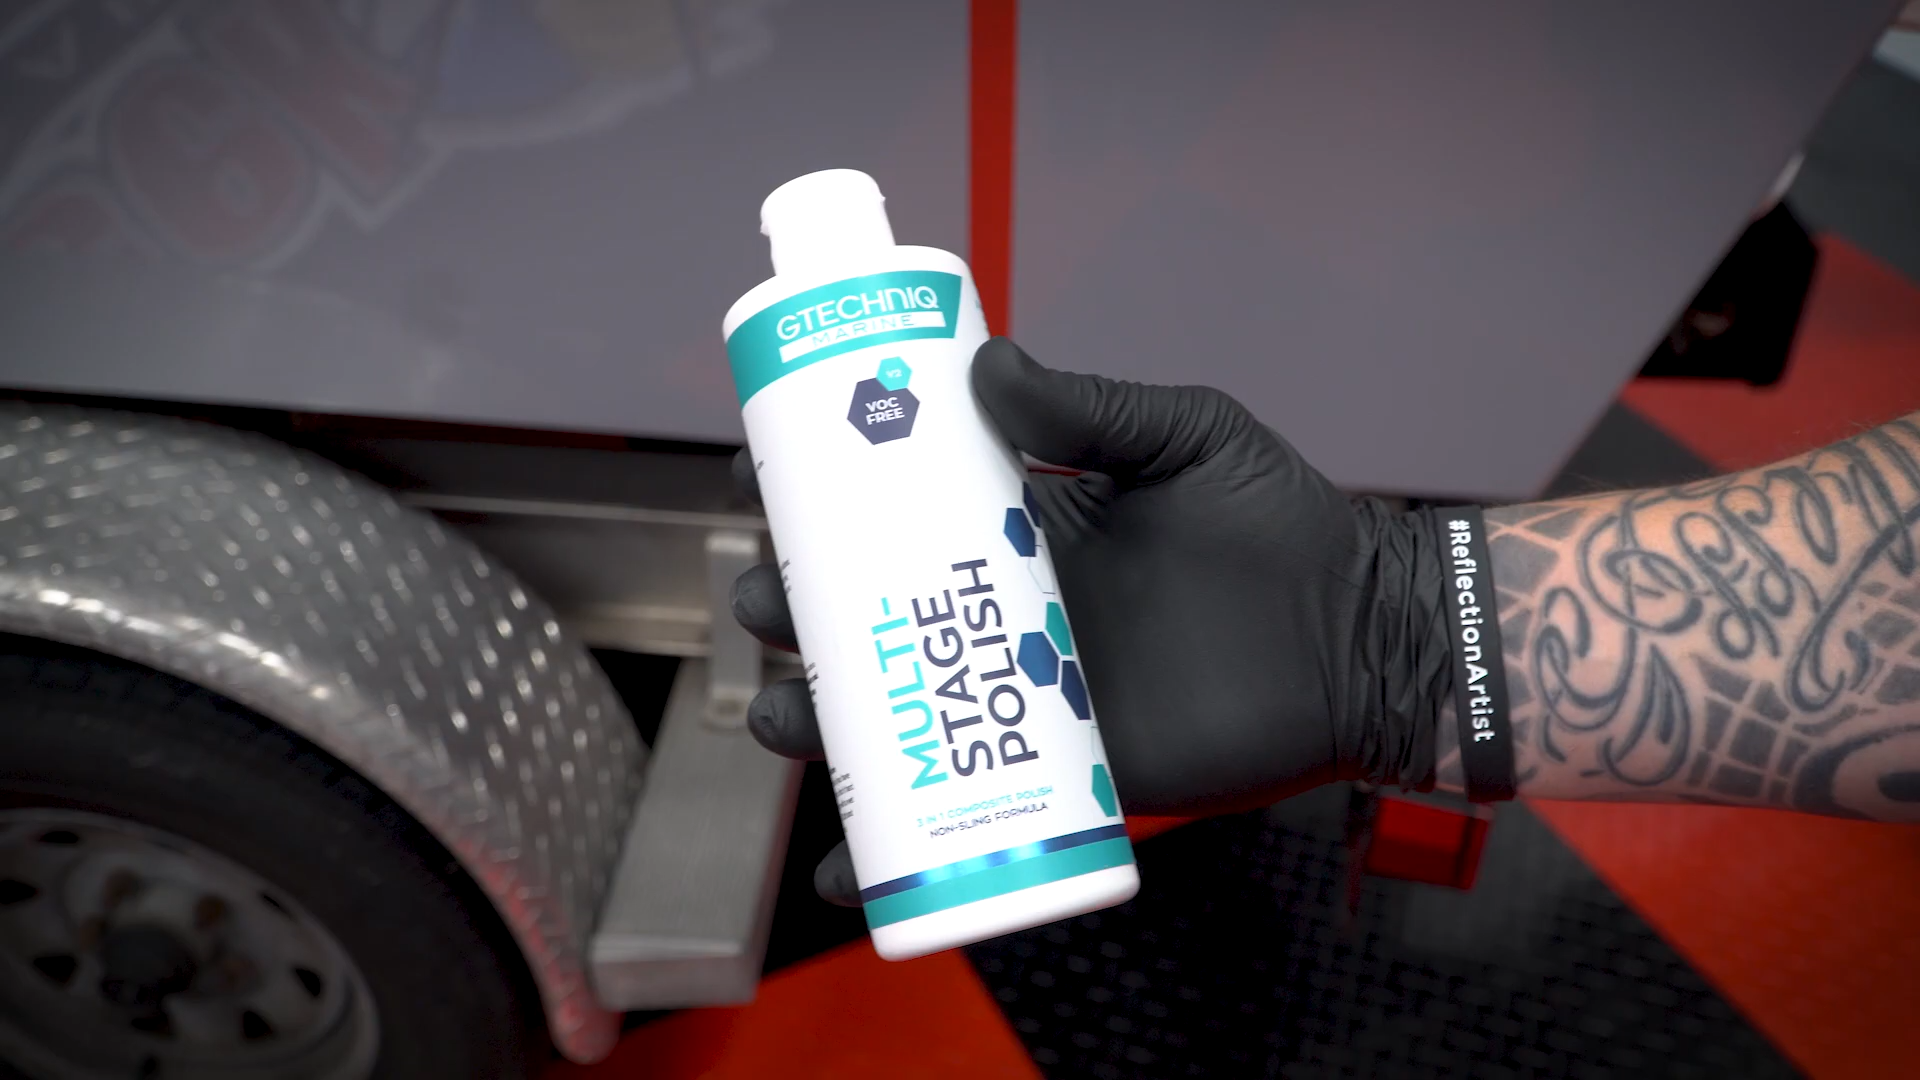 GTECHNIQ
MARINE
V2
VOC
FREE
MULTI-
STAGE
POLISH
3 IN 1 COMPOSITE POLISH
NON-SLING FORMULA
#ReflectionArtist